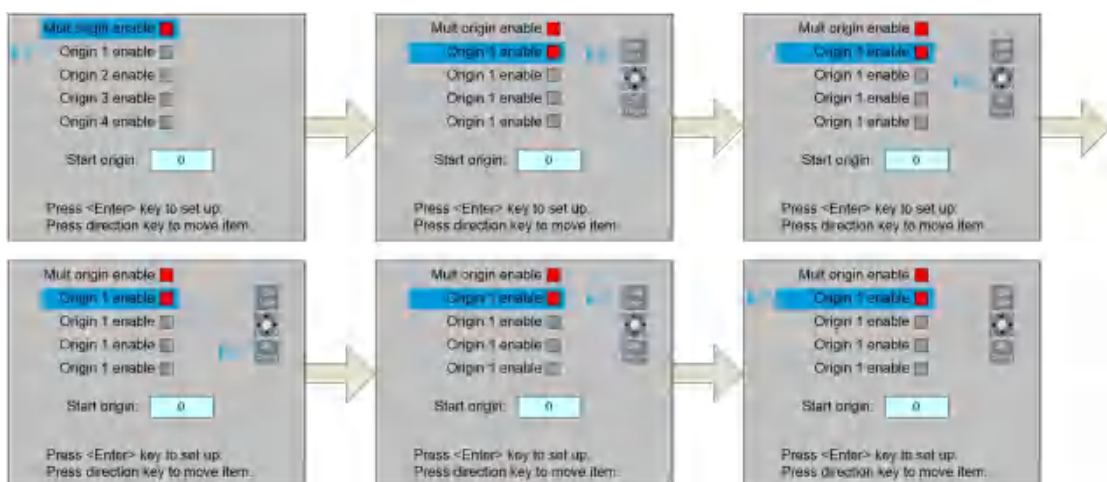 Mult origin enable
Origin 1 enable
Origin 2 enable
Origin 3 enable
Origin 4 enable
Start origin: 0
Press <Enter> key to set up.
Press direction key to move item.
Mult origin enable
Origin 1 enable
Origin 1 enable
Origin 1 enable
Origin 1 enable
Start origin: 0
Press <Enter> key to set up.
Press direction key to move item.
Mult origin enable
Origin 1 enable
Origin 1 enable
Origin 1 enable
Origin 1 enable
Start origin: 0
Press <Enter> key to set up.
Press direction key to move item.
Mult origin enable
Origin 1 enable
Origin 1 enable
Origin 1 enable
Origin 1 enable
Start origin: 0
Press <Enter> key to set up.
Press direction key to move item.
Mult origin enable
Origin 1 enable
Origin 1 enable
Origin 1 enable
Origin 1 enable
Start origin: 0
Press <Enter> key to set up.
Press direction key to move item.
Mult origin enable
Origin 1 enable
Origin 1 enable
Origin 1 enable
Origin 1 enable
Start origin: 0
Press <Enter> key to set up.
Press direction key to move item.